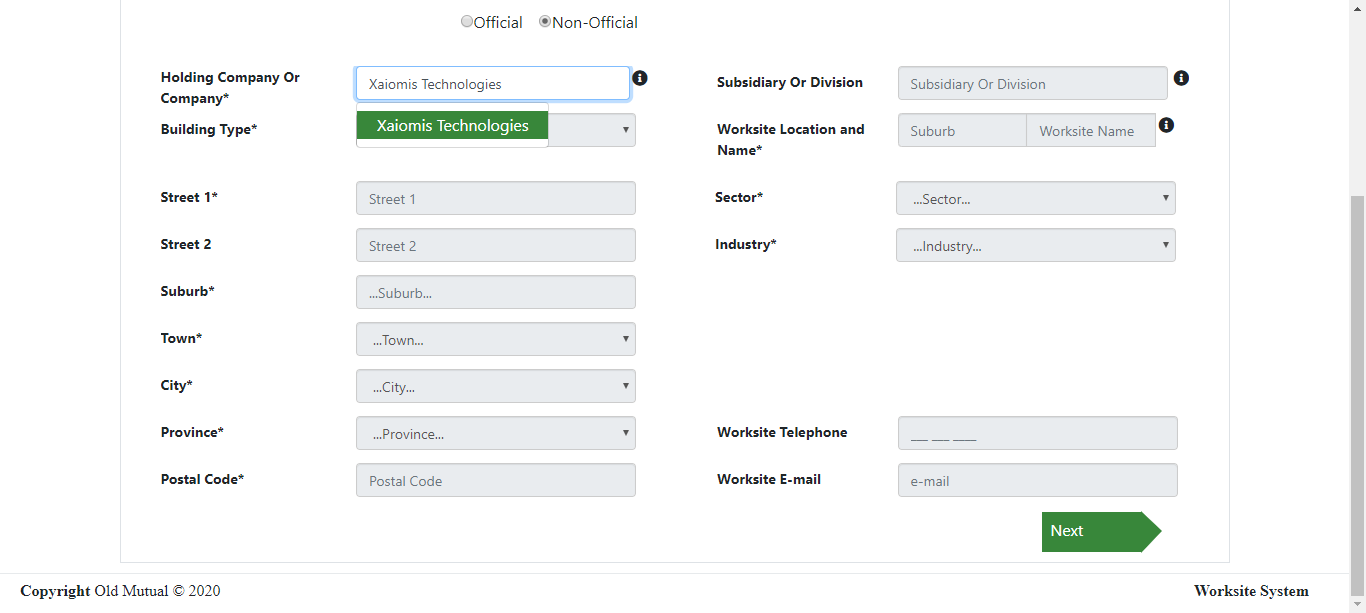 Official Non-Official
Holding Company Or
Company*
Xaiomis Technologies
Subsidiary Or Division
Subsidiary Or Division
Xaiomis Technologies
Building Type*
Worksite Location and
Name*
Suburb
Worksite Name
Street 1*
Street 1
Sector*
...Sector...
Street 2
Street 2
Industry*
...Industry...
Suburb*
...Suburb...
Town*
...Town...
City*
...City...
Province*
...Province...
Worksite Telephone
___ ___ ____
Postal Code*
Postal Code
Worksite E-mail
e-mail
Next
Copyright Old Mutual © 2020
Worksite System